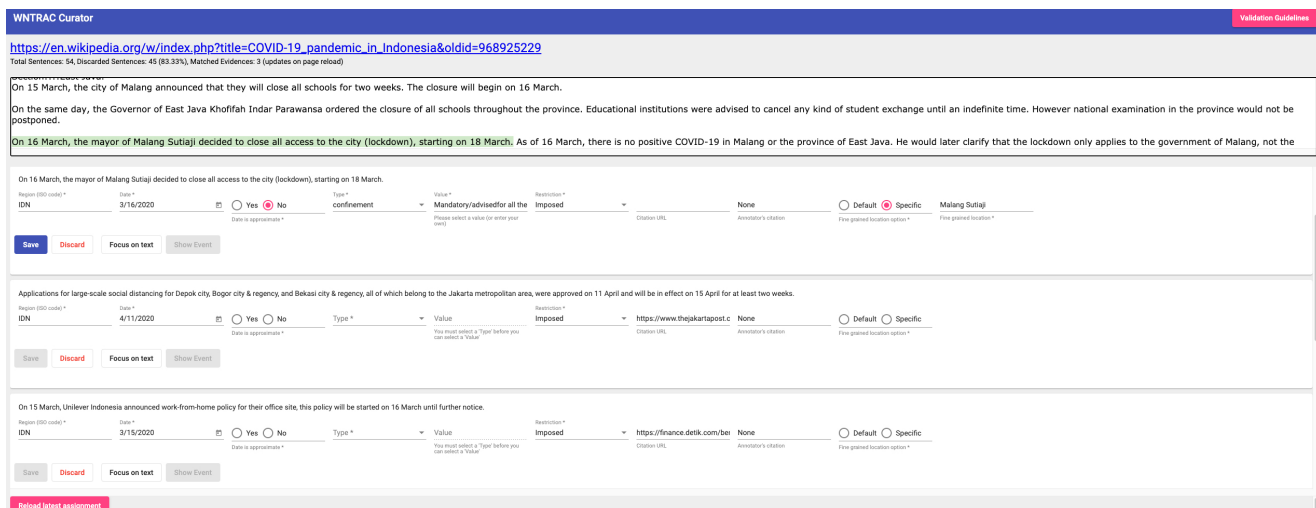 WNTRAC Curator
Validation Guidelines
https://en.wikipedia.org/w/index.php?title=COVID-19_pandemic_in_Indonesia&oldid=968925229
Total Sentences: 54, Discarded Sentences: 45 (83.33%), Matched Evidences: 3 (updates on page reload)
On 15 March, the city of Malang announced that they will close all schools for two weeks. The closure will begin on 16 March.
On the same day, the Governor of East Java Khofifah Indar Parawansa ordered the closure of all schools throughout the province. Educational institutions were advised to cancel any kind of student exchange until an indefinite time. However national examination in the province would not be
postponed.
On 16 March, the mayor of Malang Sutiaji decided to close all access to the city (lockdown), starting on 18 March. As of 16 March, there is no positive COVID-19 in Malang or the province of East Java. He would later clarify that the lockdown only applies to the government of Malang, not the
On 16 March, the mayor of Malang Sutiaji decided to close all access to the city (lockdown), starting on 18 March.
Region (ISO code) * Date * Type * Value * Restriction *
IDN 3/16/2020 Yes No confinement Mandatory/advisedfor all the Imposed None Default Specific Malang Sutiaji
Date is approximate * Please select a value (or enter your own) Citation URL Annotator's citation Fine grained location option * Fine grained location *
Save Discard Focus on text Show Event
Applications for large-scale social distancing for Depok city, Bogor city & regency, and Bekasi city & regency, all of which belong to the Jakarta metropolitan area, were approved on 11 April and will be in effect on 15 April for at least two weeks.
Region (ISO code) * Date * Restriction *
IDN 4/11/2020 Yes No Type * Value Imposed https://www.thejakartapost.c None Default Specific
Date is approximate * You must select a 'Type' before you can select a 'Value' Citation URL Annotator's citation Fine grained location option *
Save Discard Focus on text Show Event
On 15 March, Unilever Indonesia announced work-from-home policy for their office site, this policy will be started on 16 March until further notice.
Region (ISO code) * Date * Restriction *
IDN 3/15/2020 Yes No Type * Value Imposed https://finance.detik.com/ber None Default Specific
Date is approximate * You must select a 'Type' before you can select a 'Value' Citation URL Annotator's citation Fine grained location option *
Save Discard Focus on text Show Event
Reload latest assignment